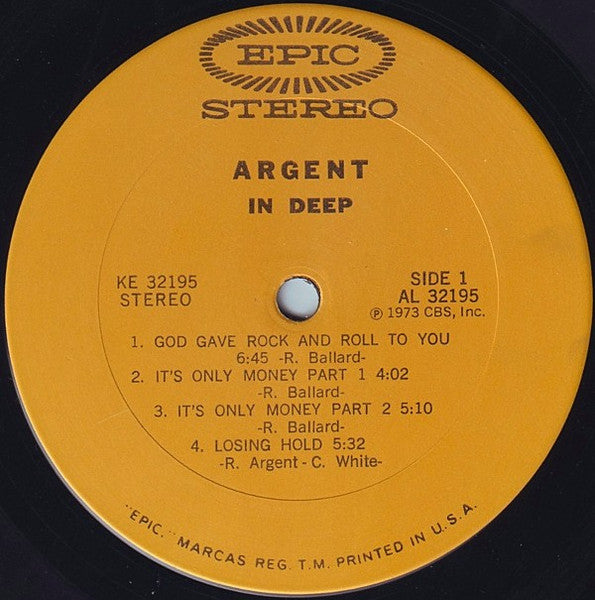 EPIC
STEREO
ARGENT
IN DEEP
KE 32195
STEREO
SIDE 1
AL 32195
℗ 1973 CBS, Inc.
1. GOD GAVE ROCK AND ROLL TO YOU
6:45 -R. Ballard-
2. IT'S ONLY MONEY PART 1 4:02
-R. Ballard-
3. IT'S ONLY MONEY PART 2 5:10
-R. Ballard-
4. LOSING HOLD 5:32
-R. Argent - C. White-
"EPIC," MARCAS REG. T.M. PRINTED IN U.S.A.